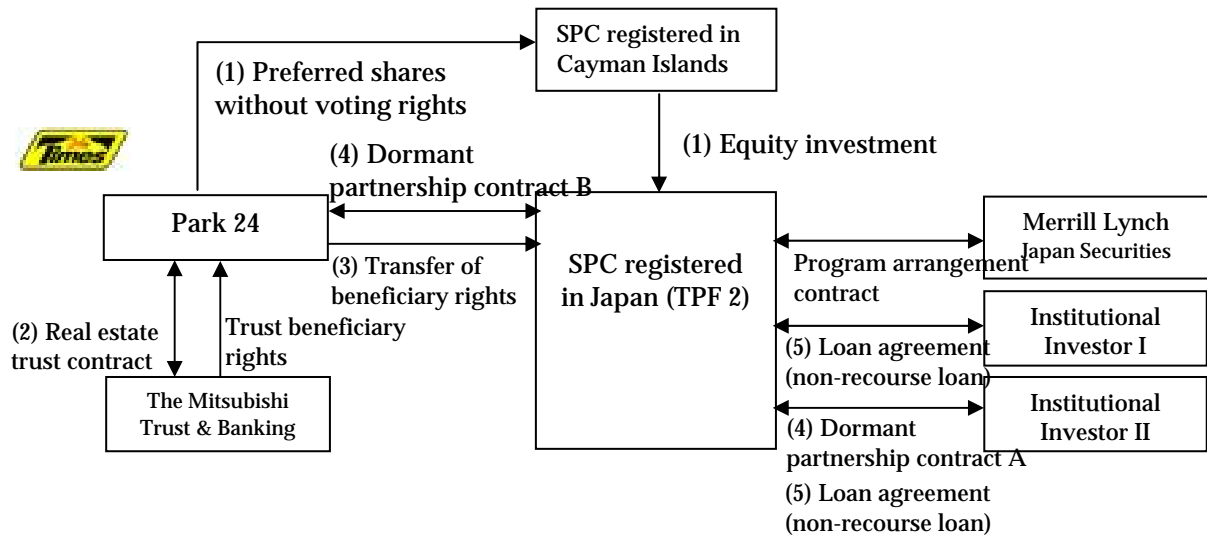 SPC registered in
Cayman Islands
(1) Preferred shares
without voting rights
Times
(1) Equity investment
(4) Dormant
partnership contract B
Park 24
(3) Transfer of
beneficiary rights
SPC registered
in Japan (TPF 2)
Merrill Lynch
Japan Securities
Program arrangement
contract
(2) Real estate
trust contract
Trust beneficiary
rights
Institutional
Investor I
(5) Loan agreement
(non-recourse loan)
The Mitsubishi
Trust & Banking
Institutional
Investor II
(4) Dormant
partnership contract A
(5) Loan agreement
(non-recourse loan)